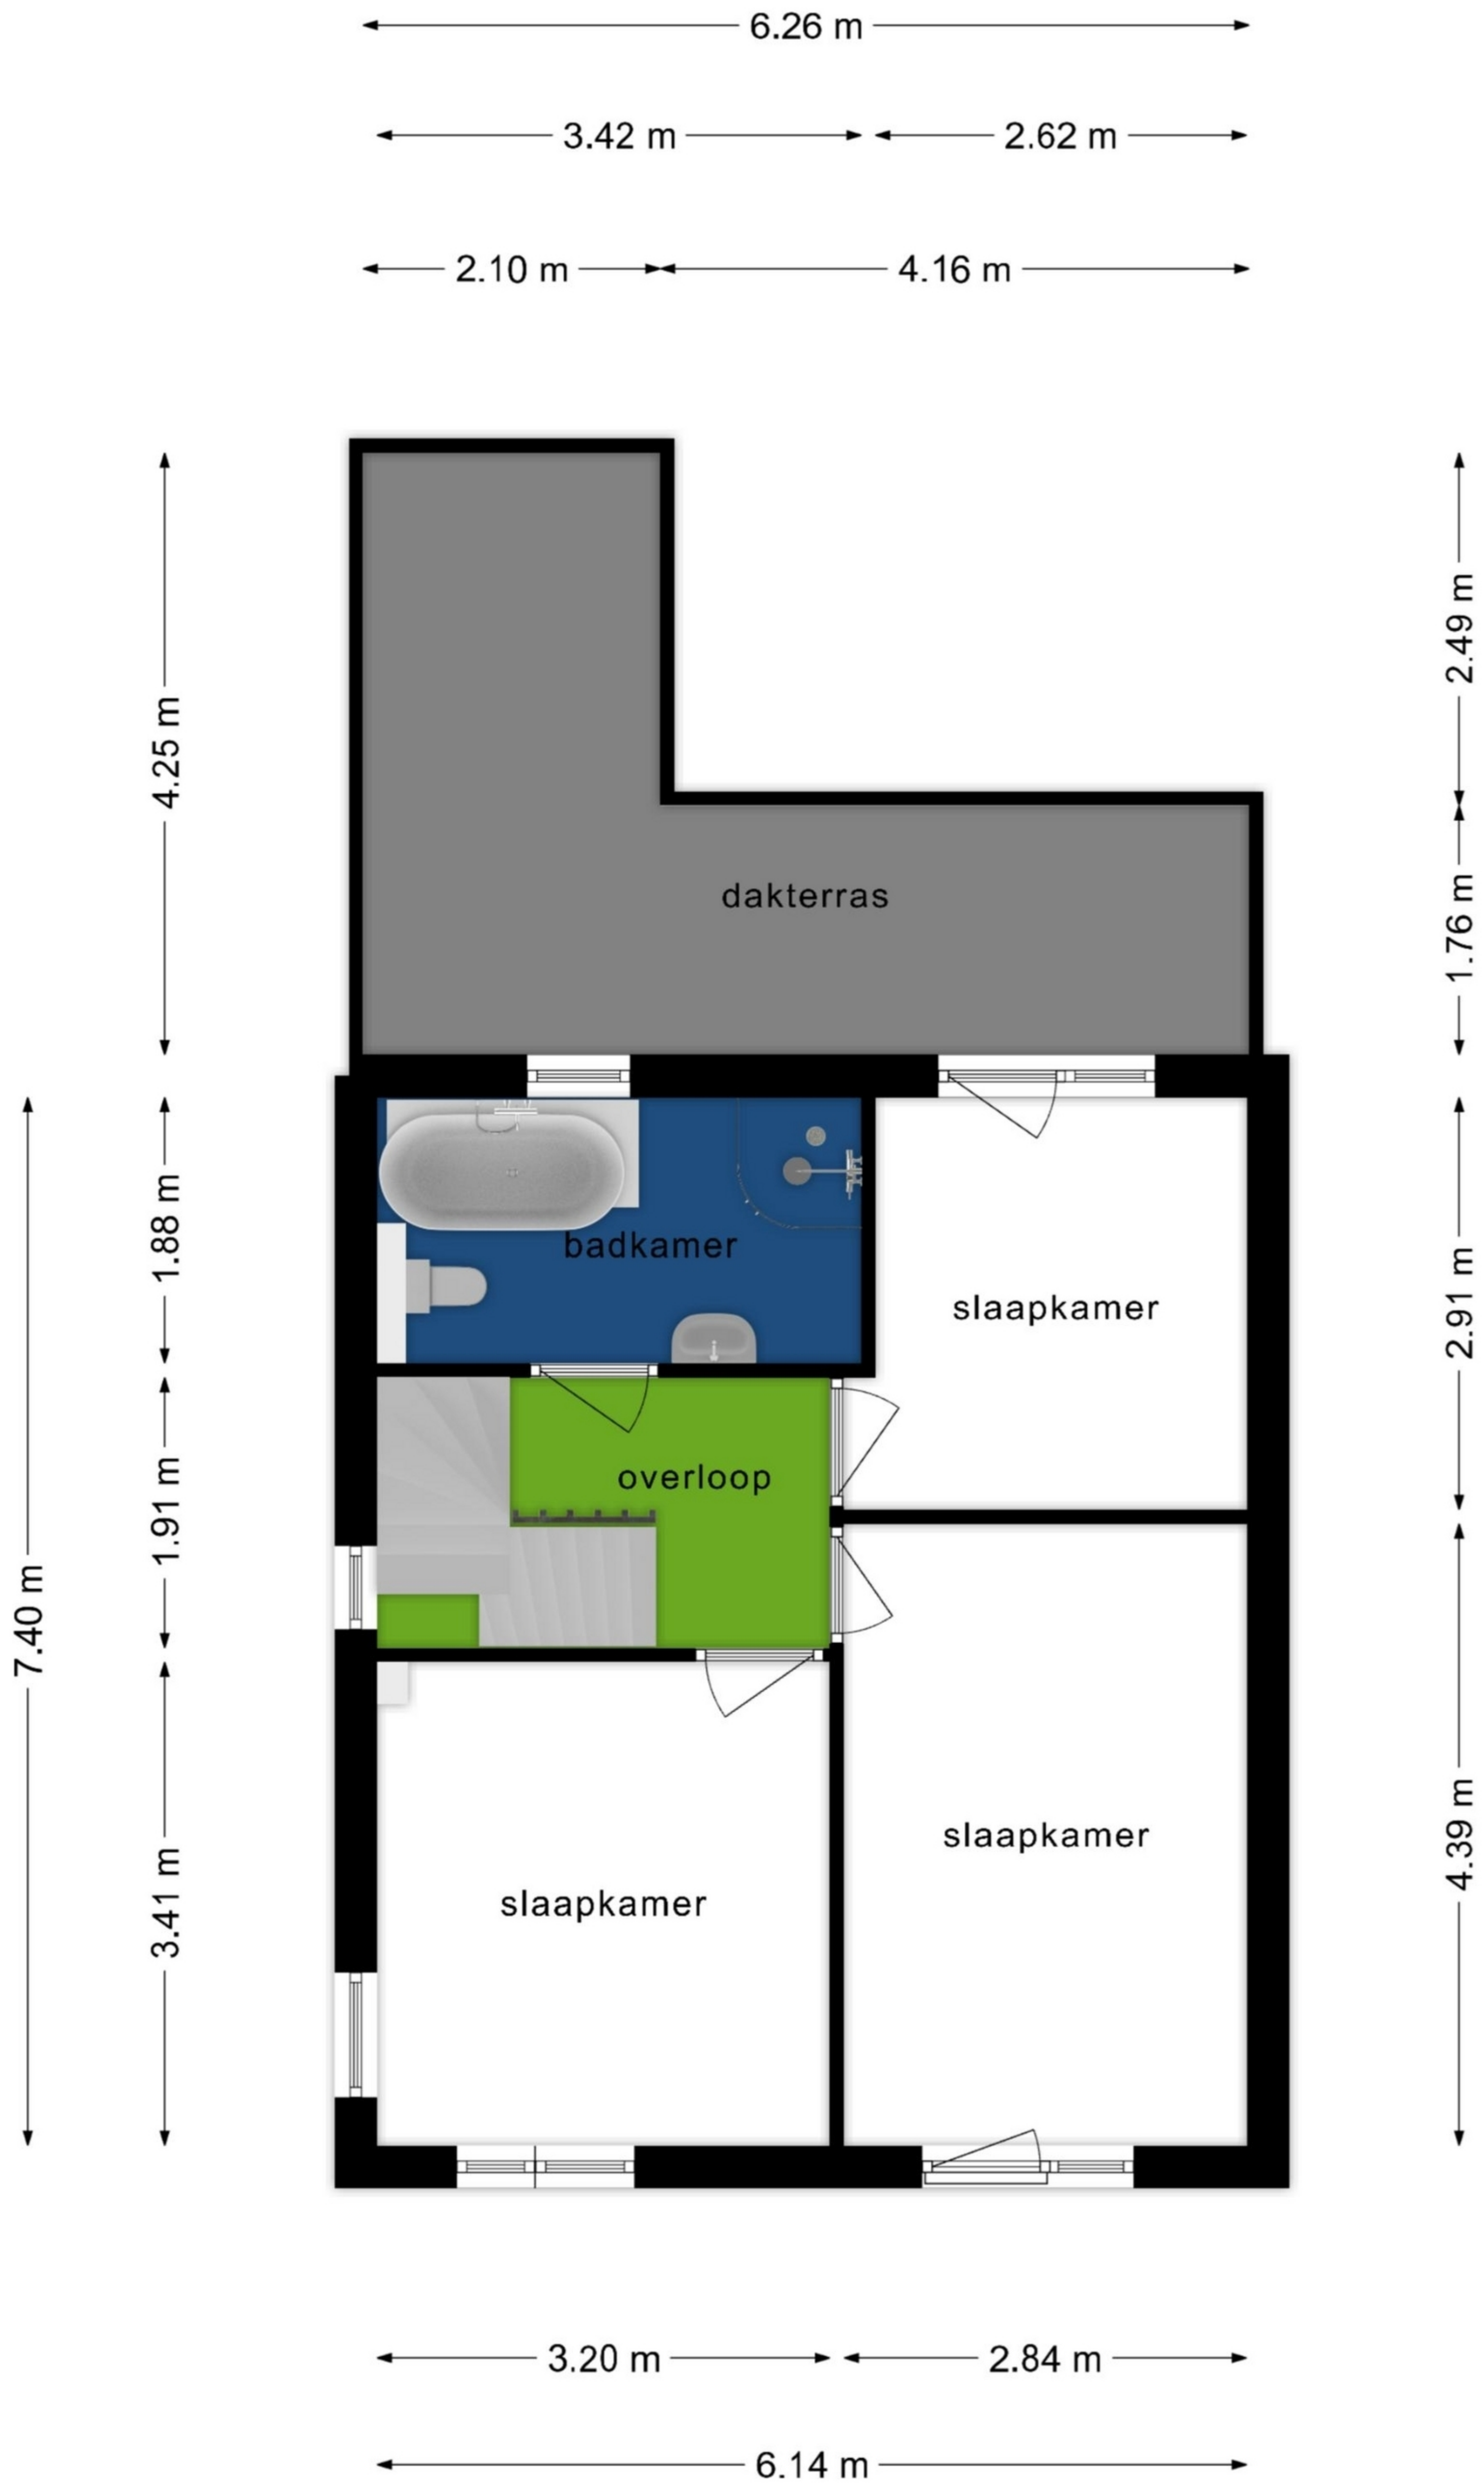 6.26 m
3.42 m
2.62 m
2.10 m
4.16 m
2.49 m
4.25 m
1.76 m
dakterras
1.88 m
badkamer
2.91 m
slaapkamer
overloop
1.91 m
7.40 m
slaapkamer
4.39 m
slaapkamer
3.41 m
3.20 m
2.84 m
6.14 m